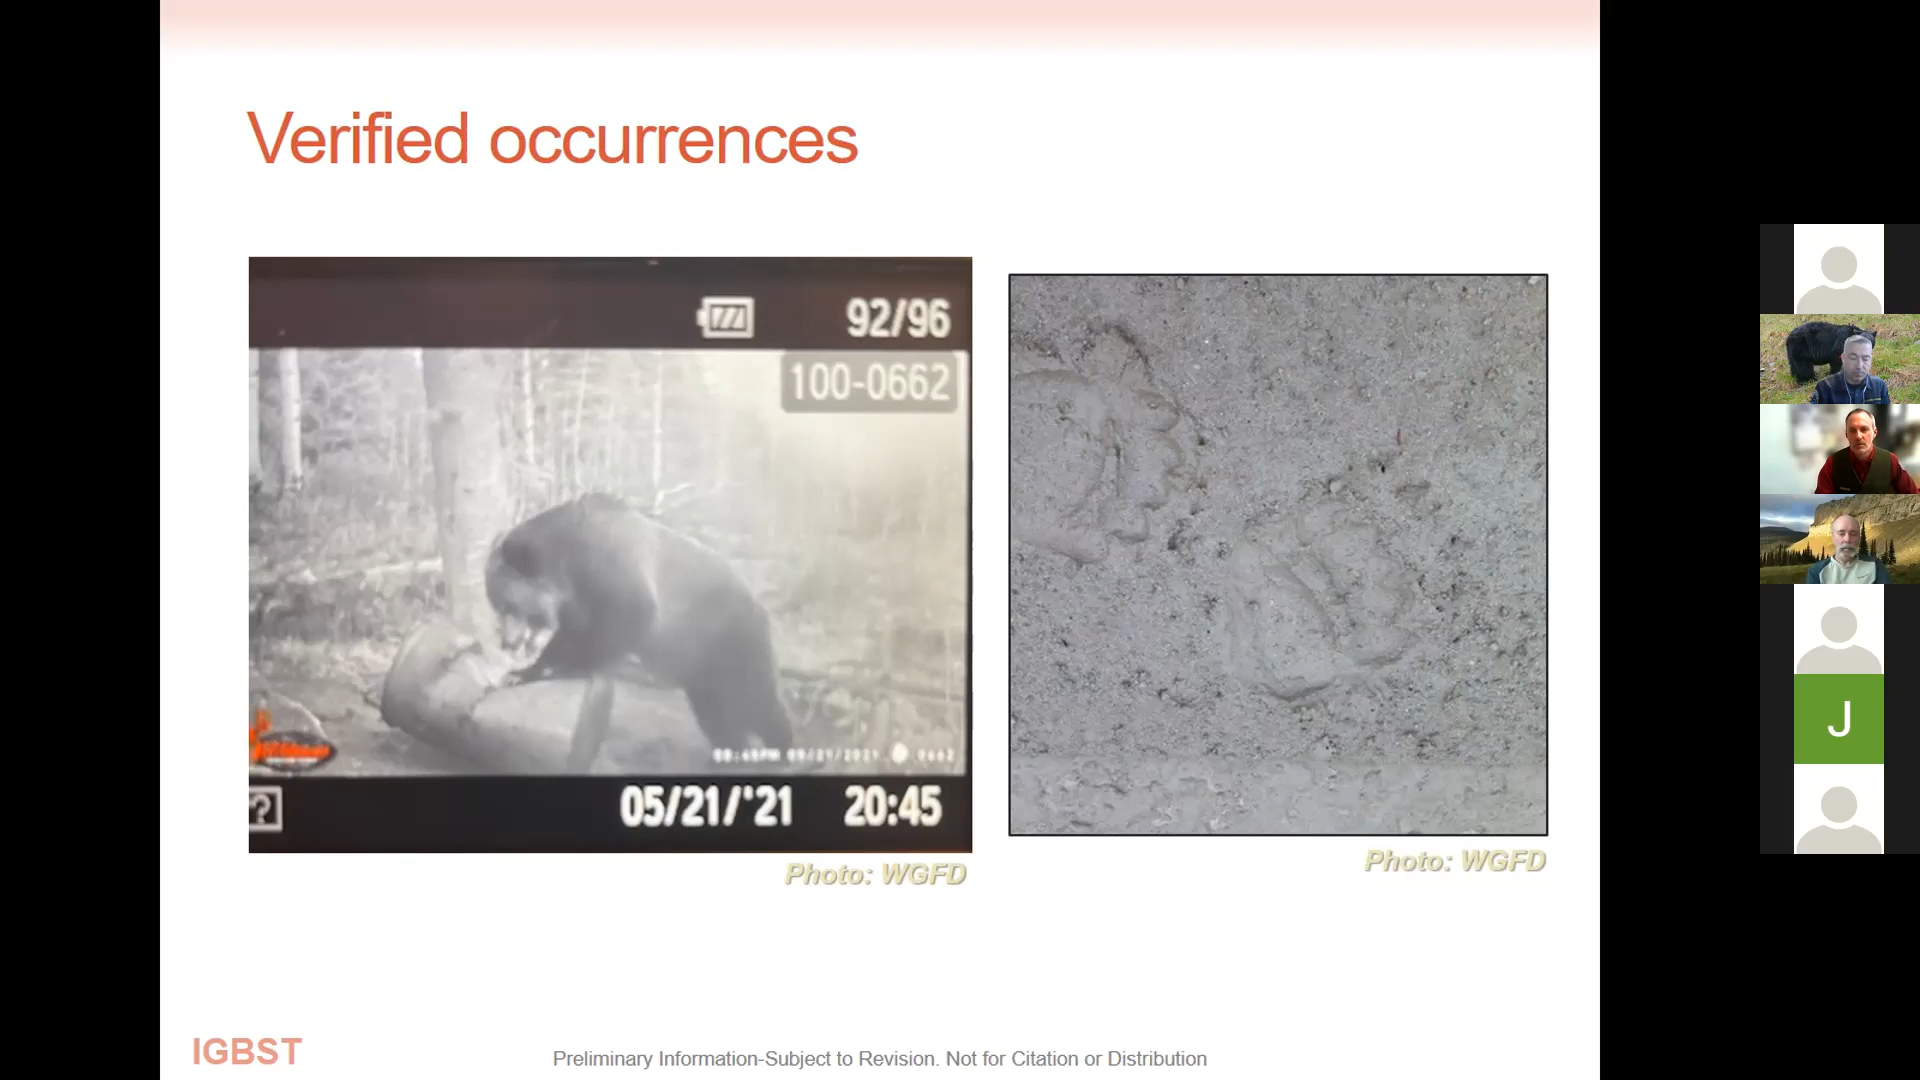 Verified occurrences
92/96
100-0662
05/21/'21 20:45
Photo: WGFD
Photo: WGFD
J
IGBST
Preliminary Information-Subject to Revision. Not for Citation or Distribution